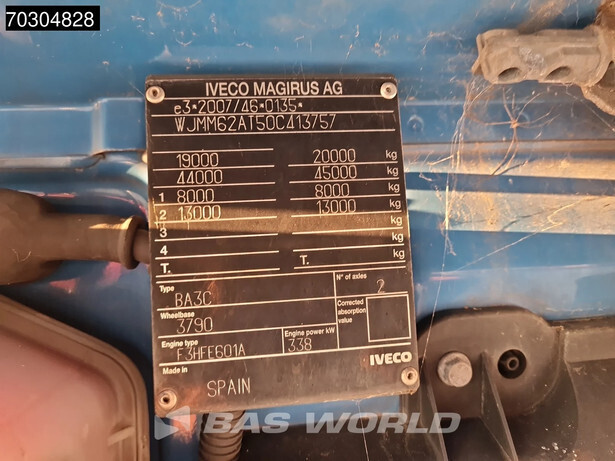 70304828
IVECO MAGIRUS AG
e3*2007/46*0135*
WJMM62AT50C413757
19000 20000 kg
44000 45000 kg
1 8000 8000 kg
2 13000 13000 kg
3 kg
4 kg
T. T. kg
Type BA3C N° of axles 2
Wheelbase 3790 Corrected absorption value
Engine type F3HFE601A Engine power kW 338
Made in SPAIN IVECO
BAS WORLD